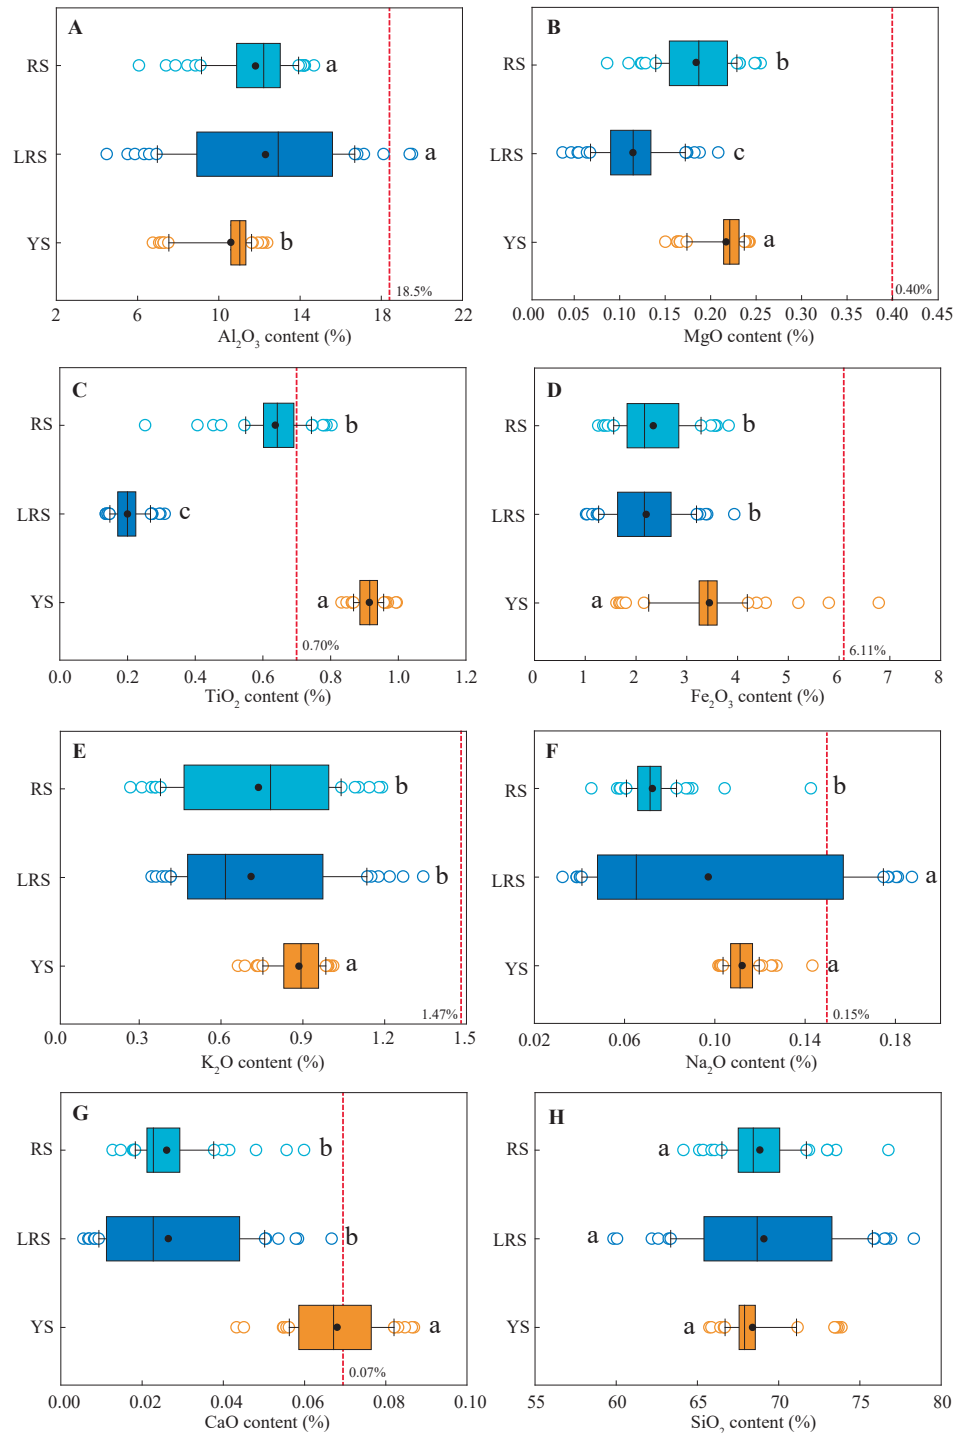 A
RS
a
LRS
a
YS
b
18.5%
2 6 10 14 18 22
Al₂O₃ content (%)
B
b
c
a
0.40%
0.00 0.05 0.10 0.15 0.20 0.25 0.30 0.35 0.40 0.45
MgO content (%)
C
RS
b
LRS
c
YS
a
0.70%
0.0 0.2 0.4 0.6 0.8 1.0 1.2
TiO₂ content (%)
D
RS
b
LRS
b
YS
a
6.11%
0 1 2 3 4 5 6 7 8
Fe₂O₃ content (%)
E
RS
b
LRS
b
YS
a
1.47%
0.0 0.3 0.6 0.9 1.2 1.5
K₂O content (%)
F
RS
b
LRS
a
YS
a
0.15%
0.02 0.06 0.10 0.14 0.18
Na₂O content (%)
G
RS
b
LRS
b
YS
a
0.07%
0.00 0.02 0.04 0.06 0.08 0.10
CaO content (%)
H
RS
a
LRS
a
YS
a
55 60 65 70 75 80
SiO₂ content (%)